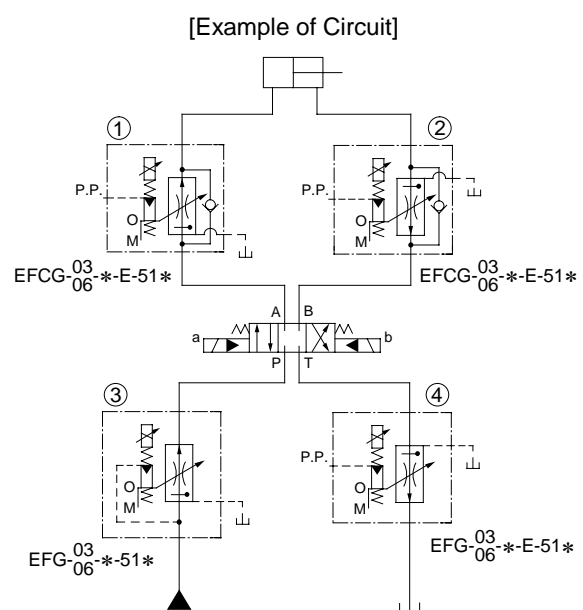 [Example of Circuit]
1
2
P.P.
O
M
P.P.
O
M
EFCG-03/06-*-E-51*
EFCG-03/06-*-E-51*
A B
a
b
P T
3
4
O
M
P.P.
O
M
EFG-03/06-*-51*
EFG-03/06-*-E-51*